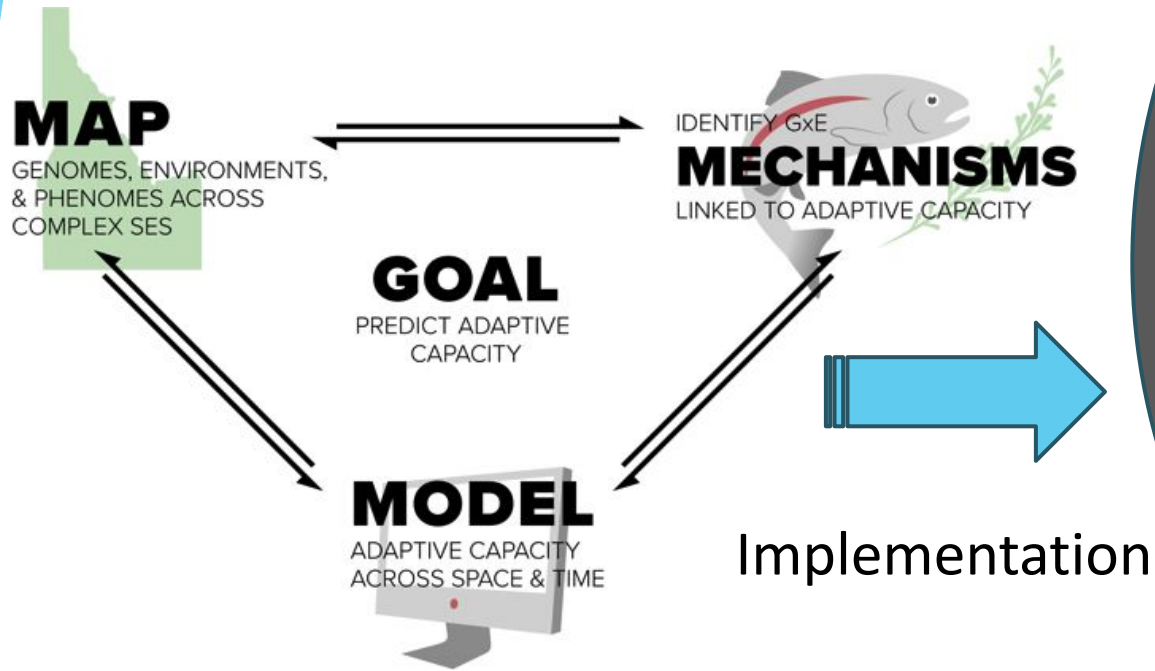 MAP
GENOMES, ENVIRONMENTS,
& PHENOMES ACROSS
COMPLEX SES
IDENTIFY GxE
MECHANISMS
LINKED TO ADAPTIVE CAPACITY
GOAL
PREDICT ADAPTIVE
CAPACITY
MODEL
ADAPTIVE CAPACITY
ACROSS SPACE & TIME
Implementation